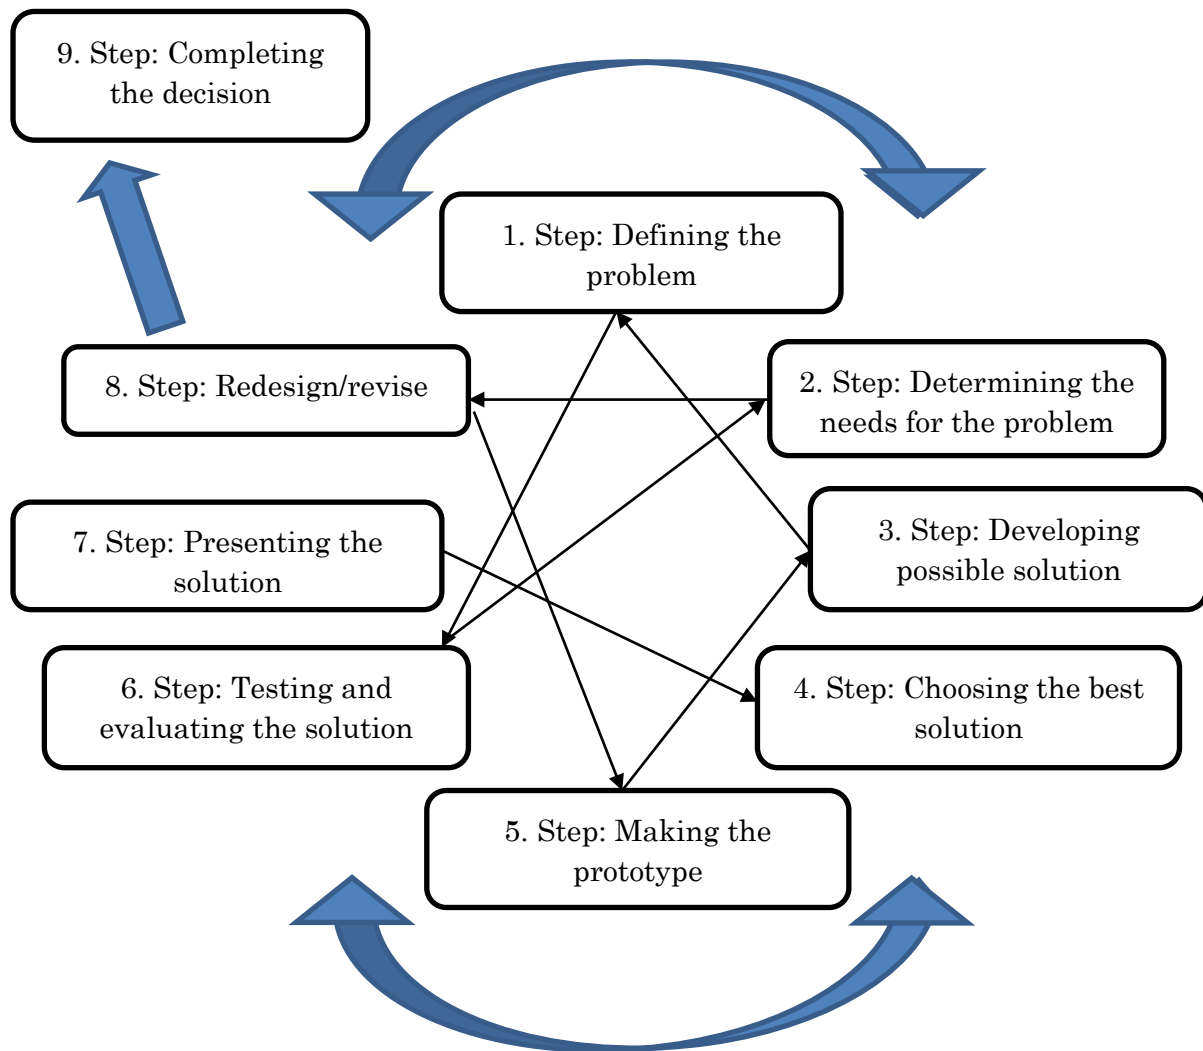 9. Step: Completing
the decision
1. Step: Defining the
problem
8. Step: Redesign/revise
2. Step: Determining the
needs for the problem
7. Step: Presenting the
solution
3. Step: Developing
possible solution
6. Step: Testing and
evaluating the solution
4. Step: Choosing the best
solution
5. Step: Making the
prototype